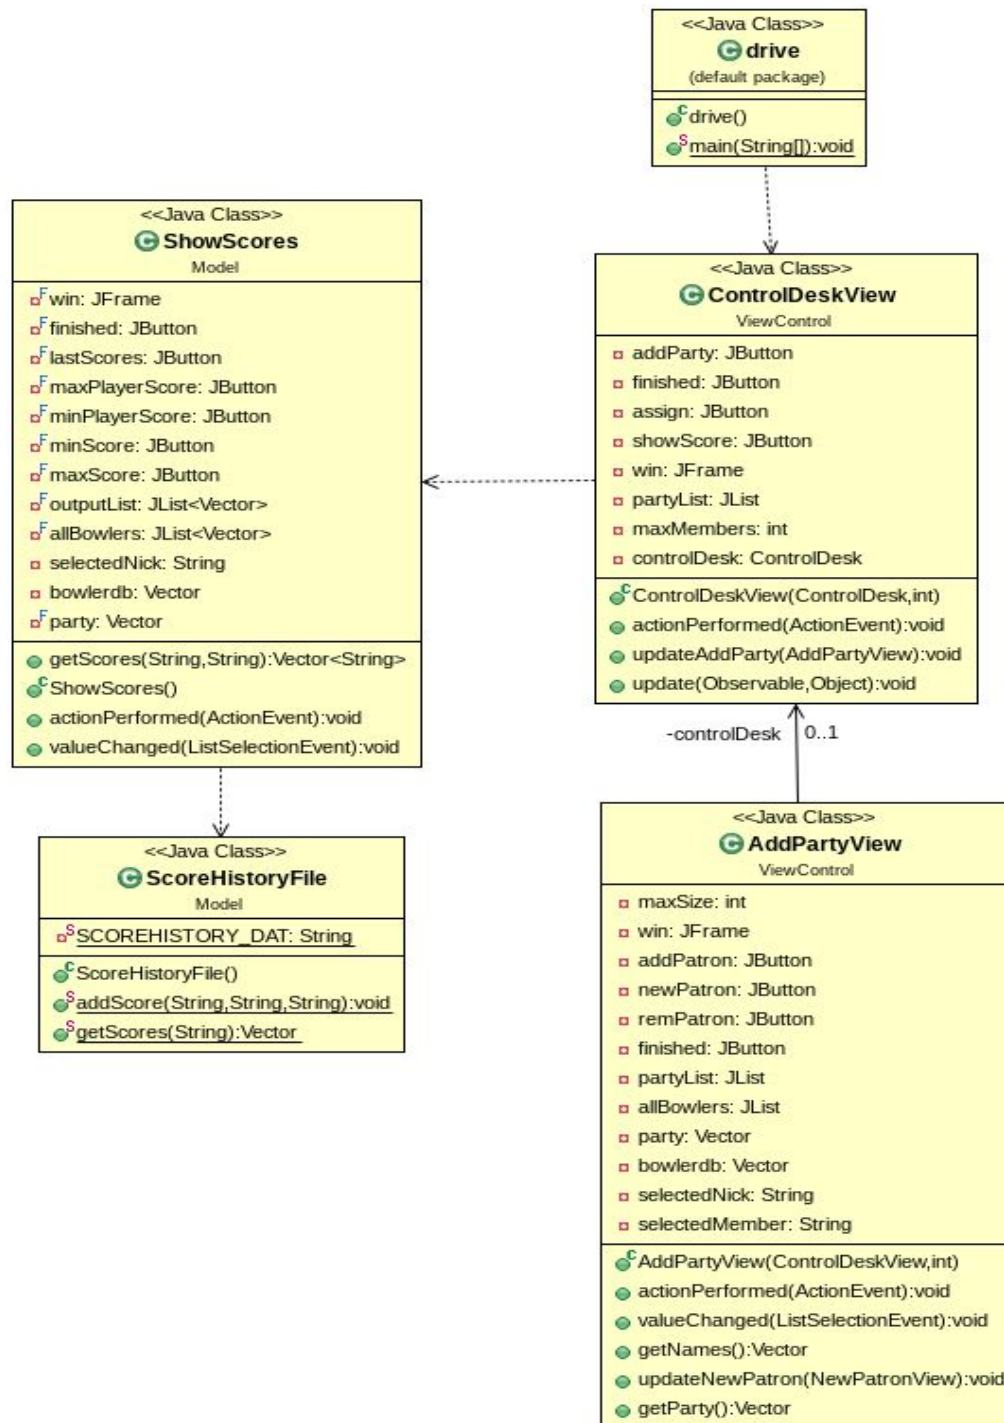 <<Java Class>>
drive
(default package)
drive()
main(String[]):void
<<Java Class>>
ShowScores
Model
win: JFrame
finished: JButton
lastScores: JButton
maxPlayerScore: JButton
minPlayerScore: JButton
minScore: JButton
maxScore: JButton
outputList: JList<Vector>
allBowlers: JList<Vector>
selectedNick: String
bowlerdb: Vector
party: Vector
getScores(String,String):Vector<String>
ShowScores()
actionPerformed(ActionEvent):void
valueChanged(ListSelectionEvent):void
<<Java Class>>
ControlDeskView
ViewControl
addParty: JButton
finished: JButton
assign: JButton
showScore: JButton
win: JFrame
partyList: JList
maxMembers: int
controlDesk: ControlDesk
ControlDeskView(ControlDesk,int)
actionPerformed(ActionEvent):void
updateAddParty(AddPartyView):void
update(Observable,Object):void
-controlDesk 0..1
<<Java Class>>
ScoreHistoryFile
Model
SCOREHISTORY_DAT: String
ScoreHistoryFile()
addScore(String,String,String):void
getScores(String):Vector
<<Java Class>>
AddPartyView
ViewControl
maxSize: int
win: JFrame
addPatron: JButton
newPatron: JButton
remPatron: JButton
finished: JButton
partyList: JList
allBowlers: JList
party: Vector
bowlerdb: Vector
selectedNick: String
selectedMember: String
AddPartyView(ControlDeskView,int)
actionPerformed(ActionEvent):void
valueChanged(ListSelectionEvent):void
getNames():Vector
updateNewPatron(NewPatronView):void
getParty():Vector